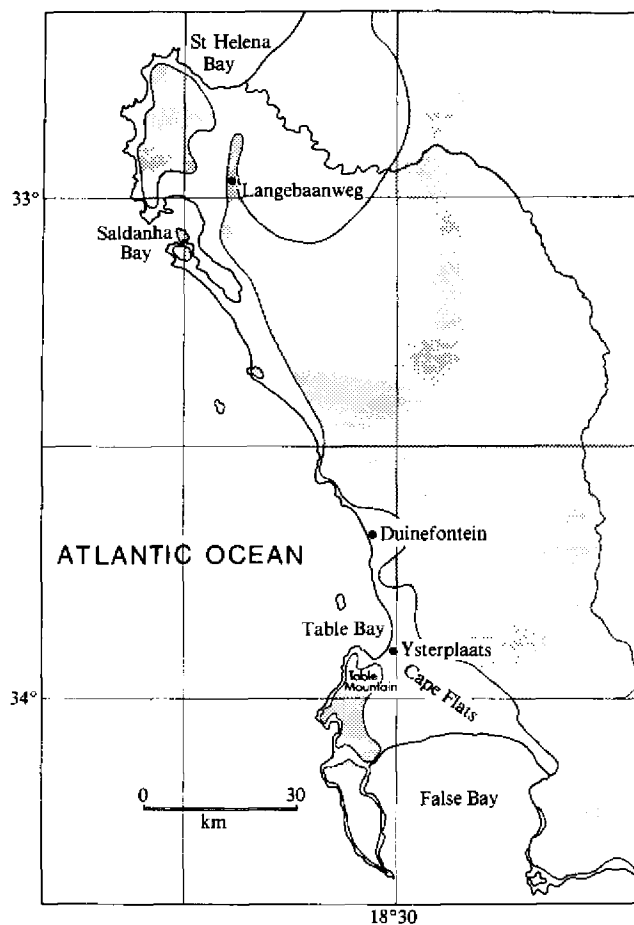 St Helena
Bay
Langebaanweg
33°
Saldanha
Bay
Duinefontein
ATLANTIC OCEAN
Table Bay
Ysterplaats
Table
Mountain
Cape Flats
34°
0 30
km
False Bay
18°30